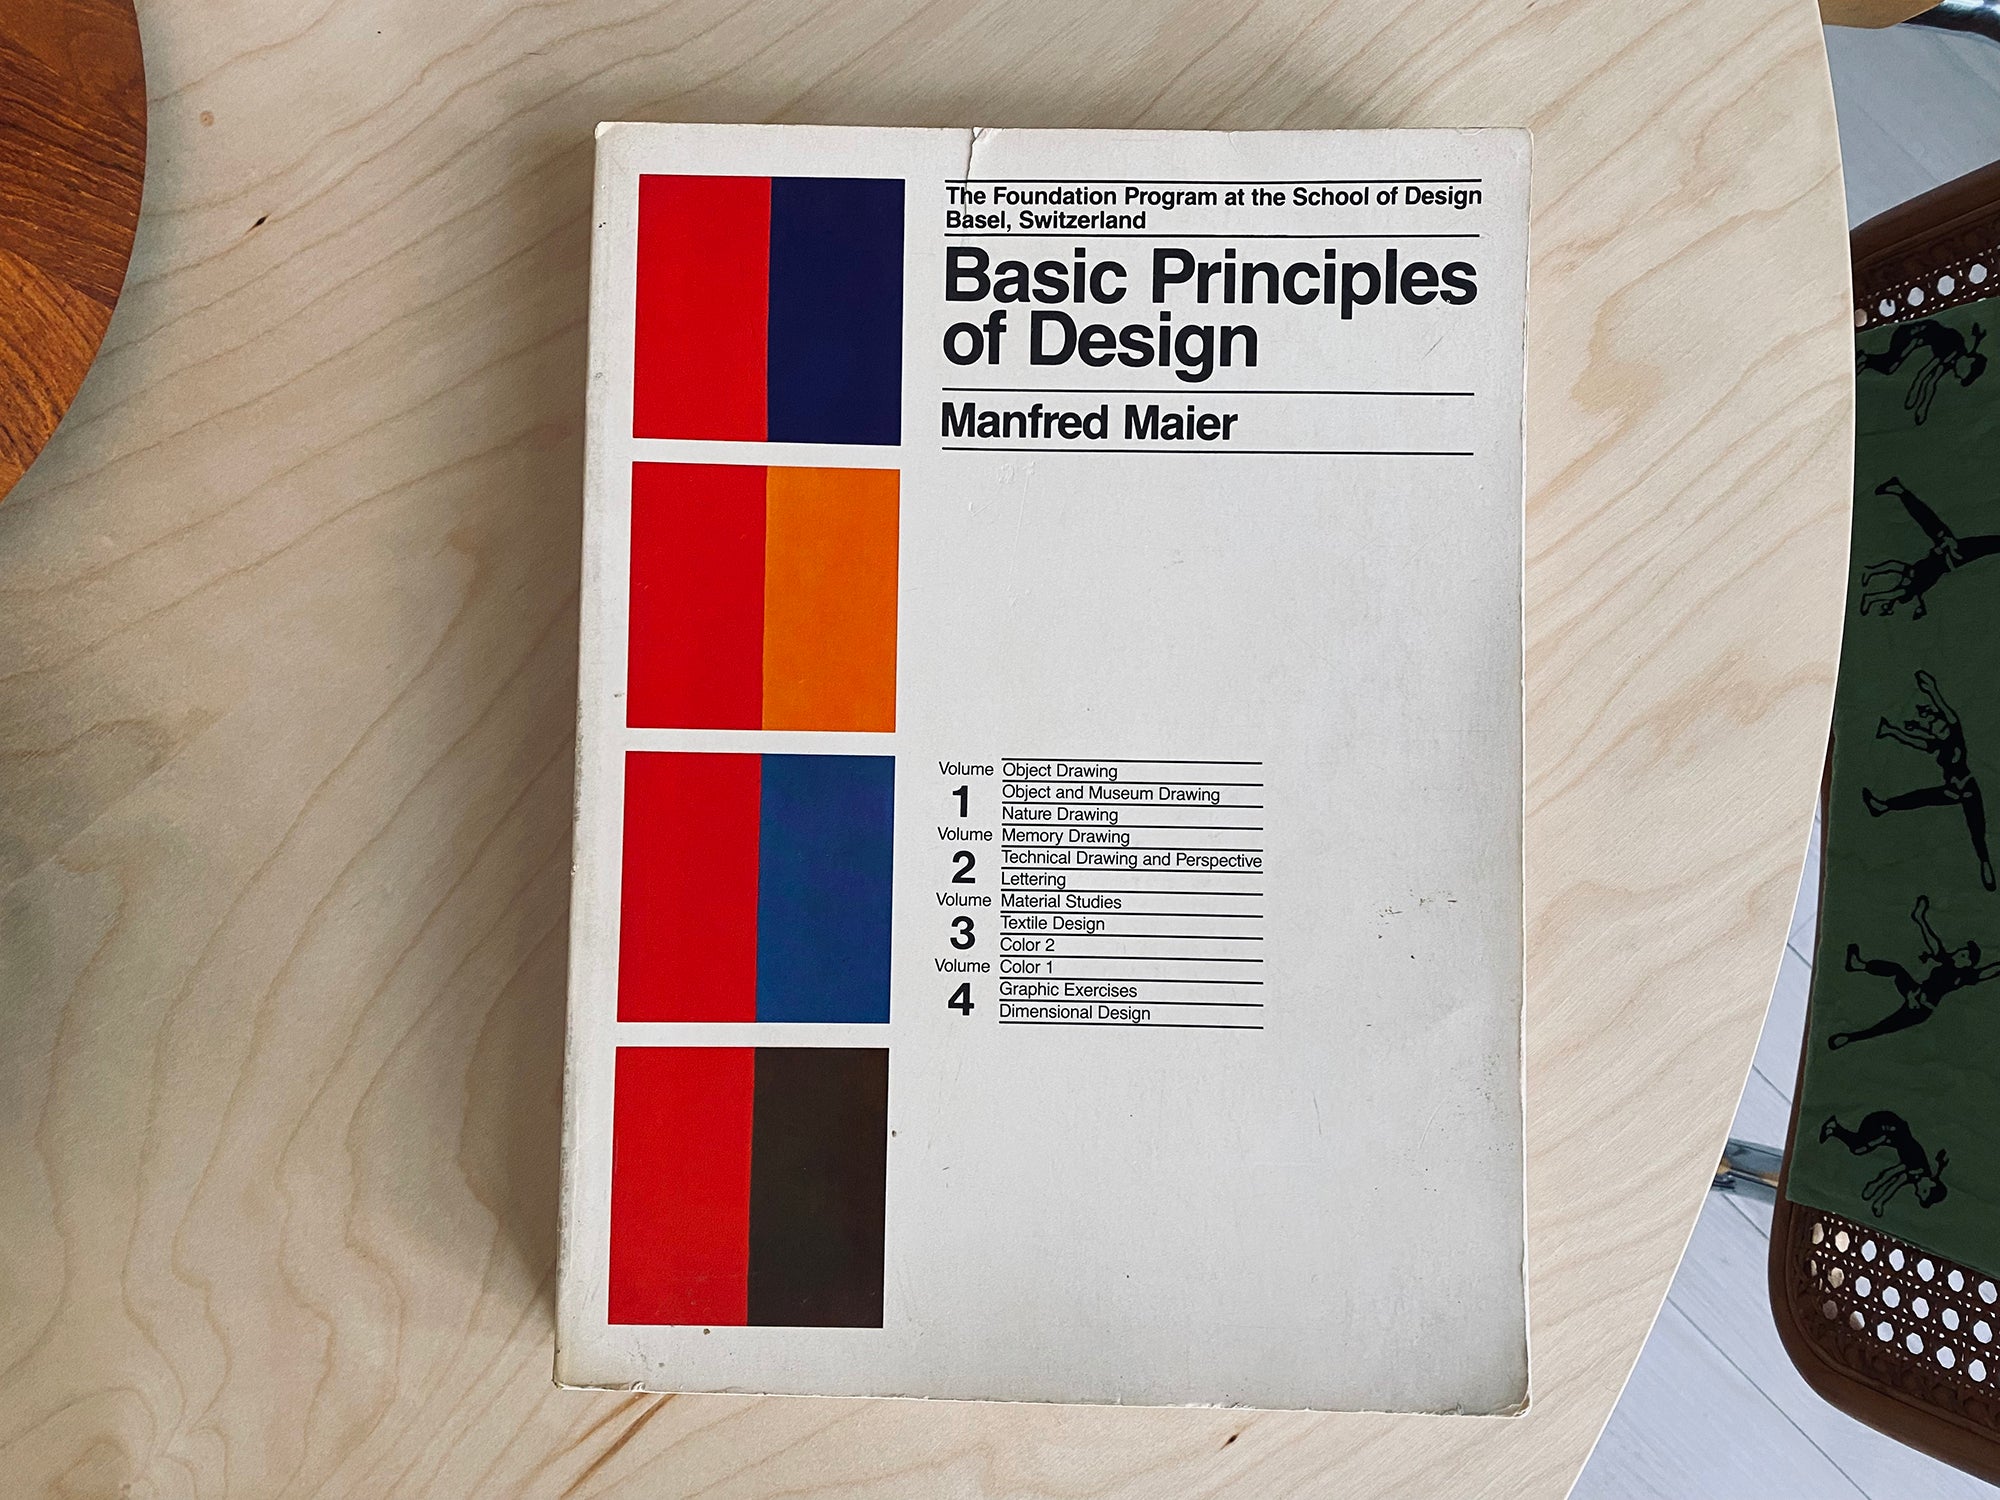 The Foundation Program at the School of Design
Basel, Switzerland
Basic Principles
of Design
Manfred Maier
Volume
1
Object Drawing
Object and Museum Drawing
Nature Drawing
Volume
2
Memory Drawing
Technical Drawing and Perspective
Lettering
Volume
3
Material Studies
Textile Design
Color 2
Volume
4
Color 1
Graphic Exercises
Dimensional Design